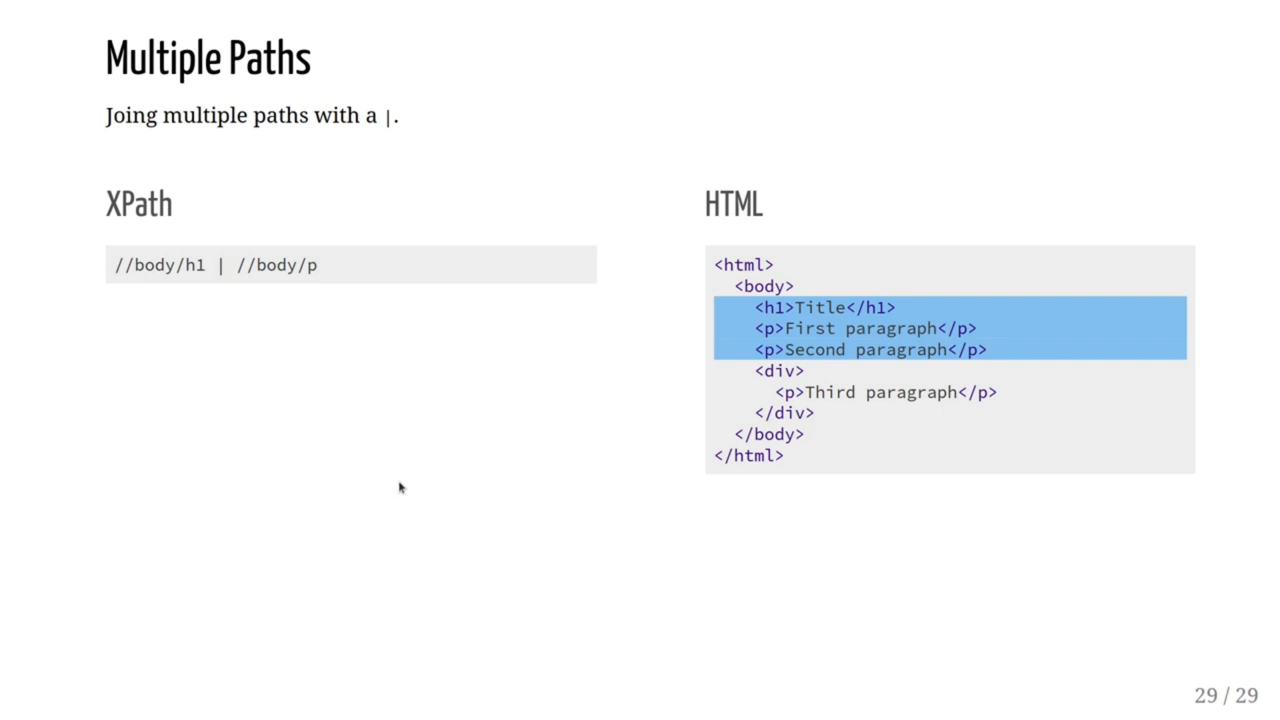 Multiple Paths
Joing multiple paths with a |.
XPath
//body/h1 | //body/p
HTML
<html>
  <body>
    <h1>Title</h1>
    <p>First paragraph</p>
    <p>Second paragraph</p>
    <div>
      <p>Third paragraph</p>
    </div>
  </body>
</html>
29 / 29